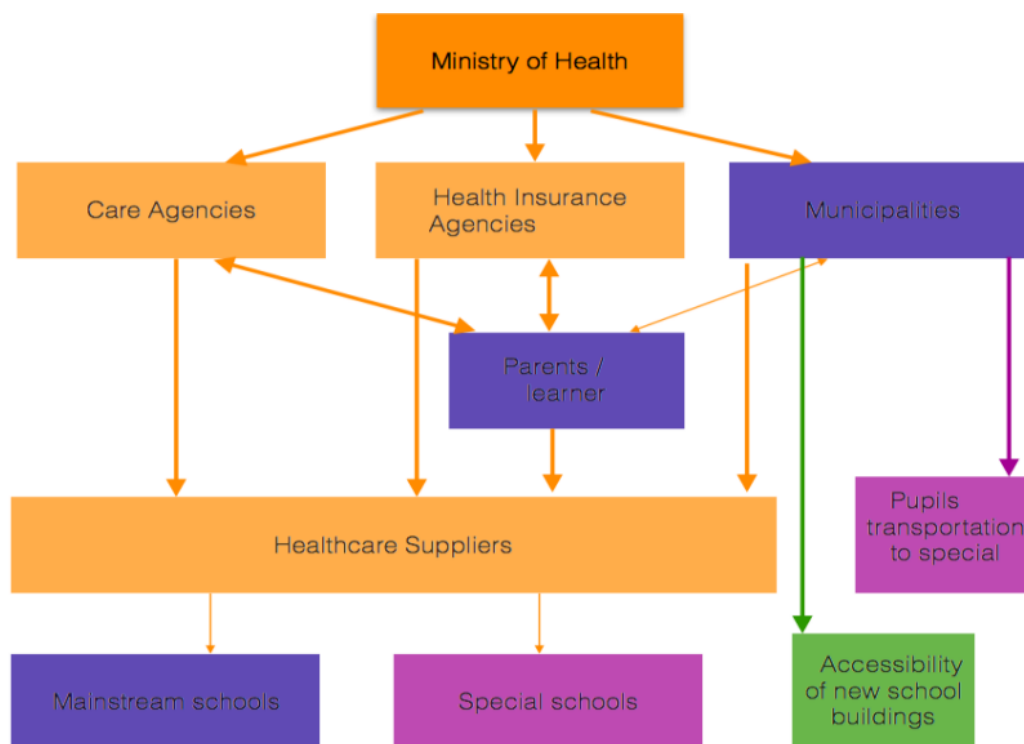 Ministry of Health
Care Agencies
Health Insurance
Agencies
Municipalities
Parents /
learner
Pupils
transportation
to special
Healthcare Suppliers
Mainstream schools
Special schools
Accessibility
of new school
buildings